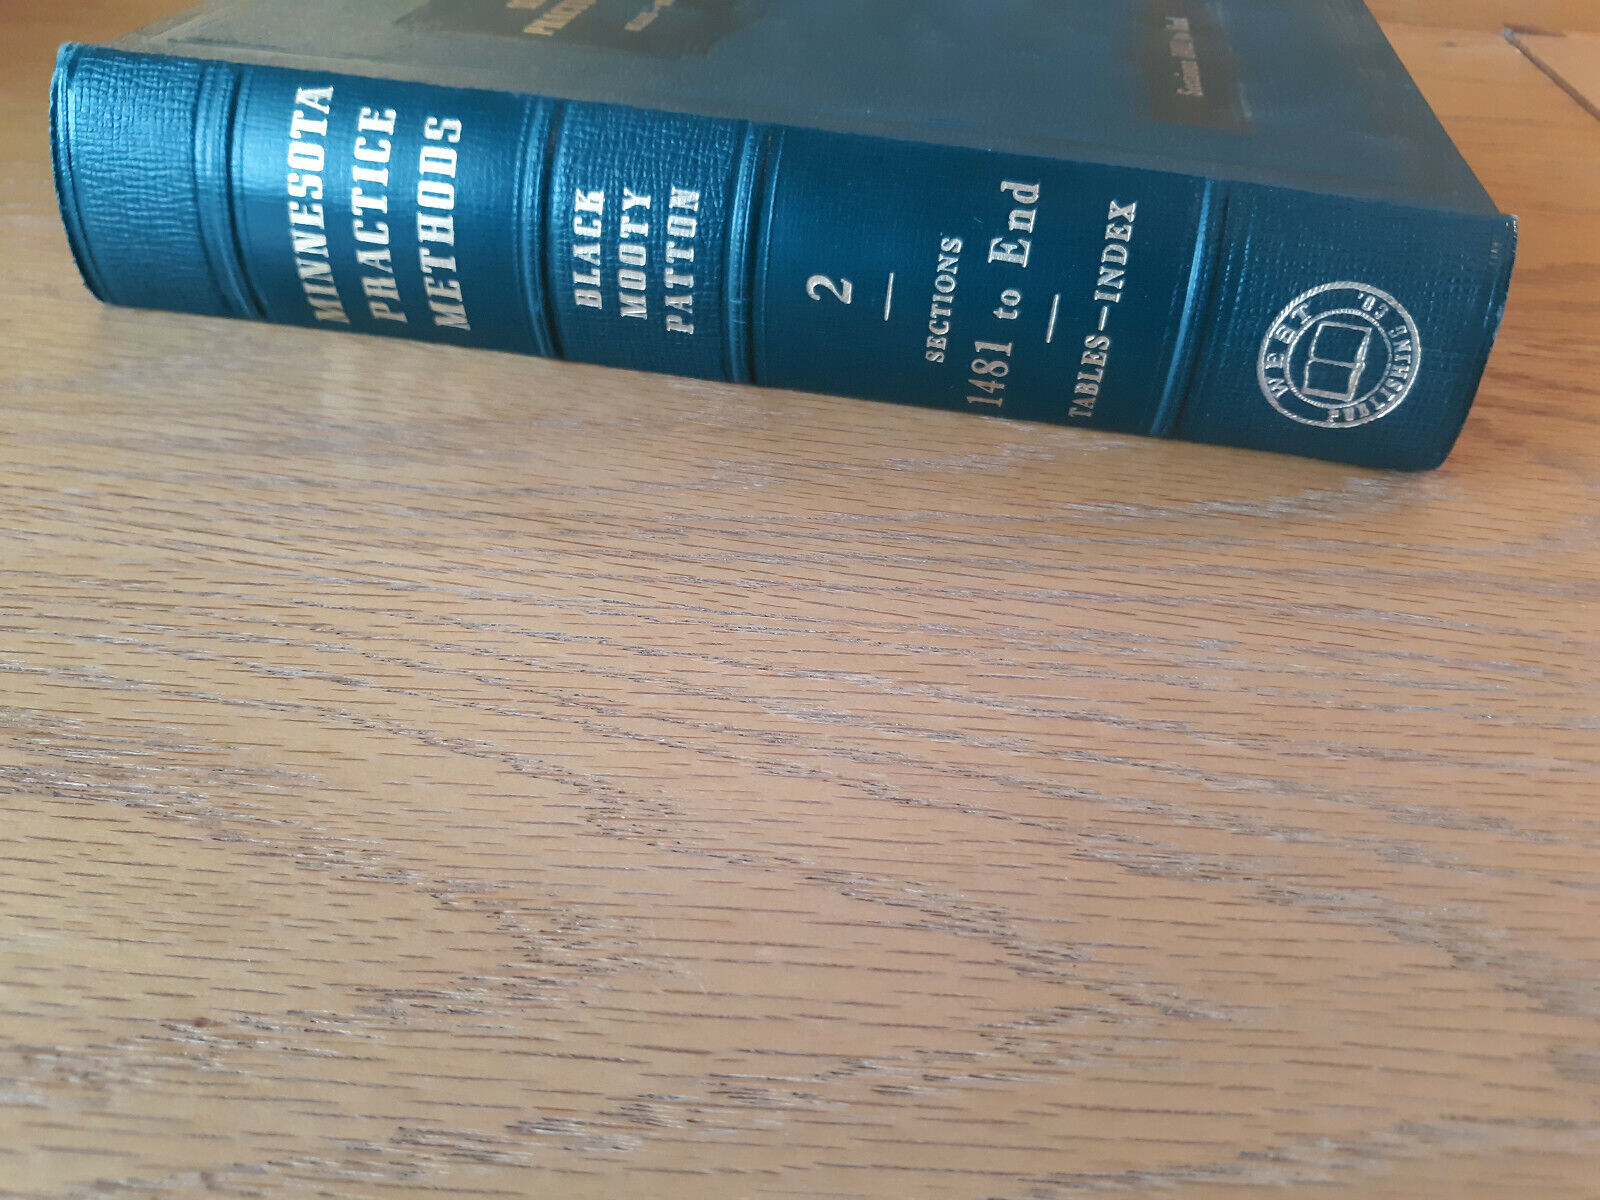 MINNESOTA
PRACTICE
METHODS
BLACK
MOOTY
PATTON
2
SECTIONS
1481 to End
TABLES—INDEX
WEST PUBLISHING CO.